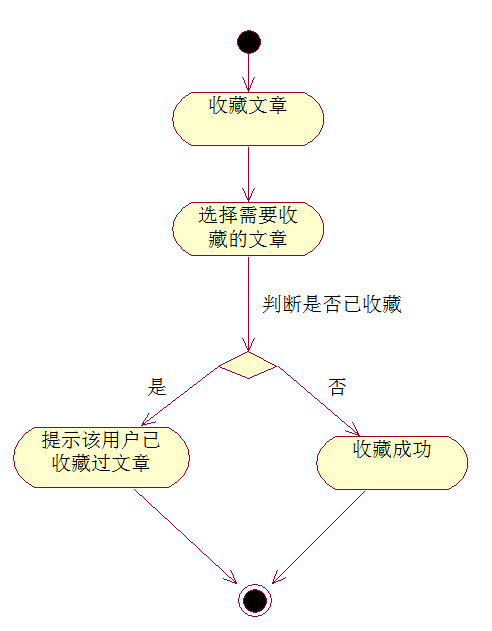 收藏文章
选择需要收
藏的文章
判断是否已收藏
是
否
提示该用户已
收藏过文章
收藏成功